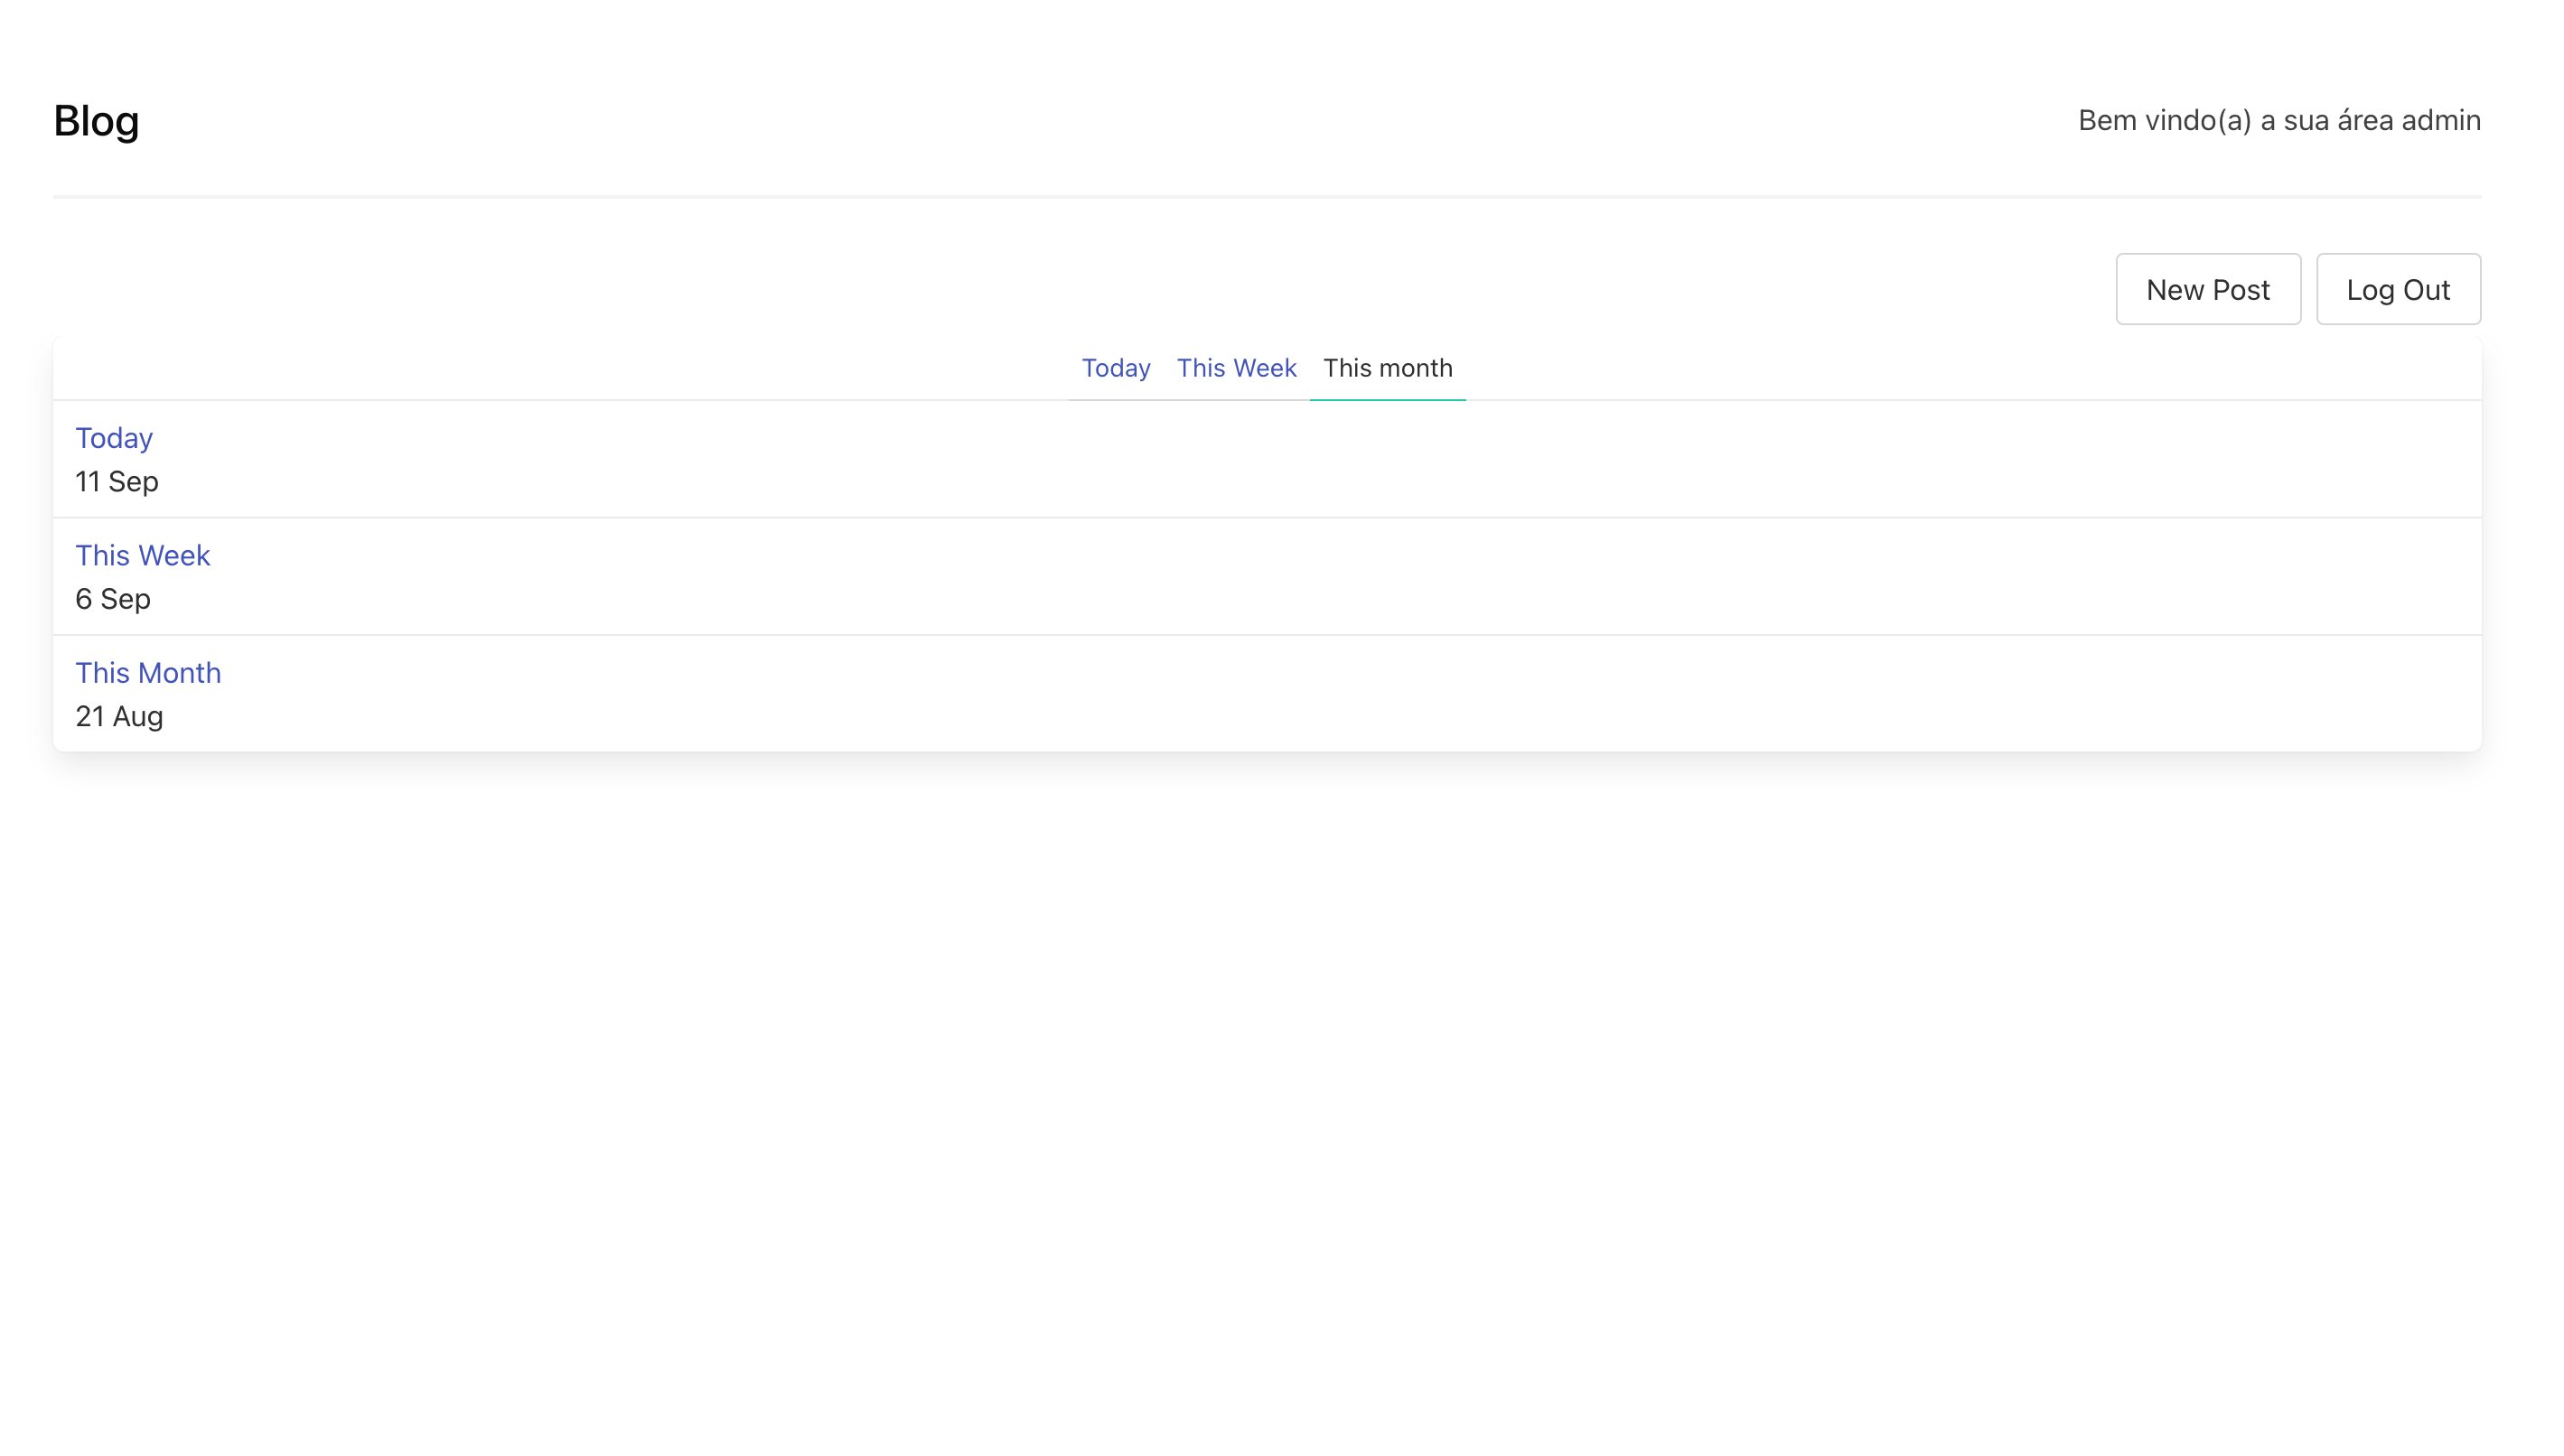 Blog
Bem vindo(a) a sua área admin
New Post
Log Out
Today This Week This month
Today
11 Sep
This Week
6 Sep
This Month
21 Aug